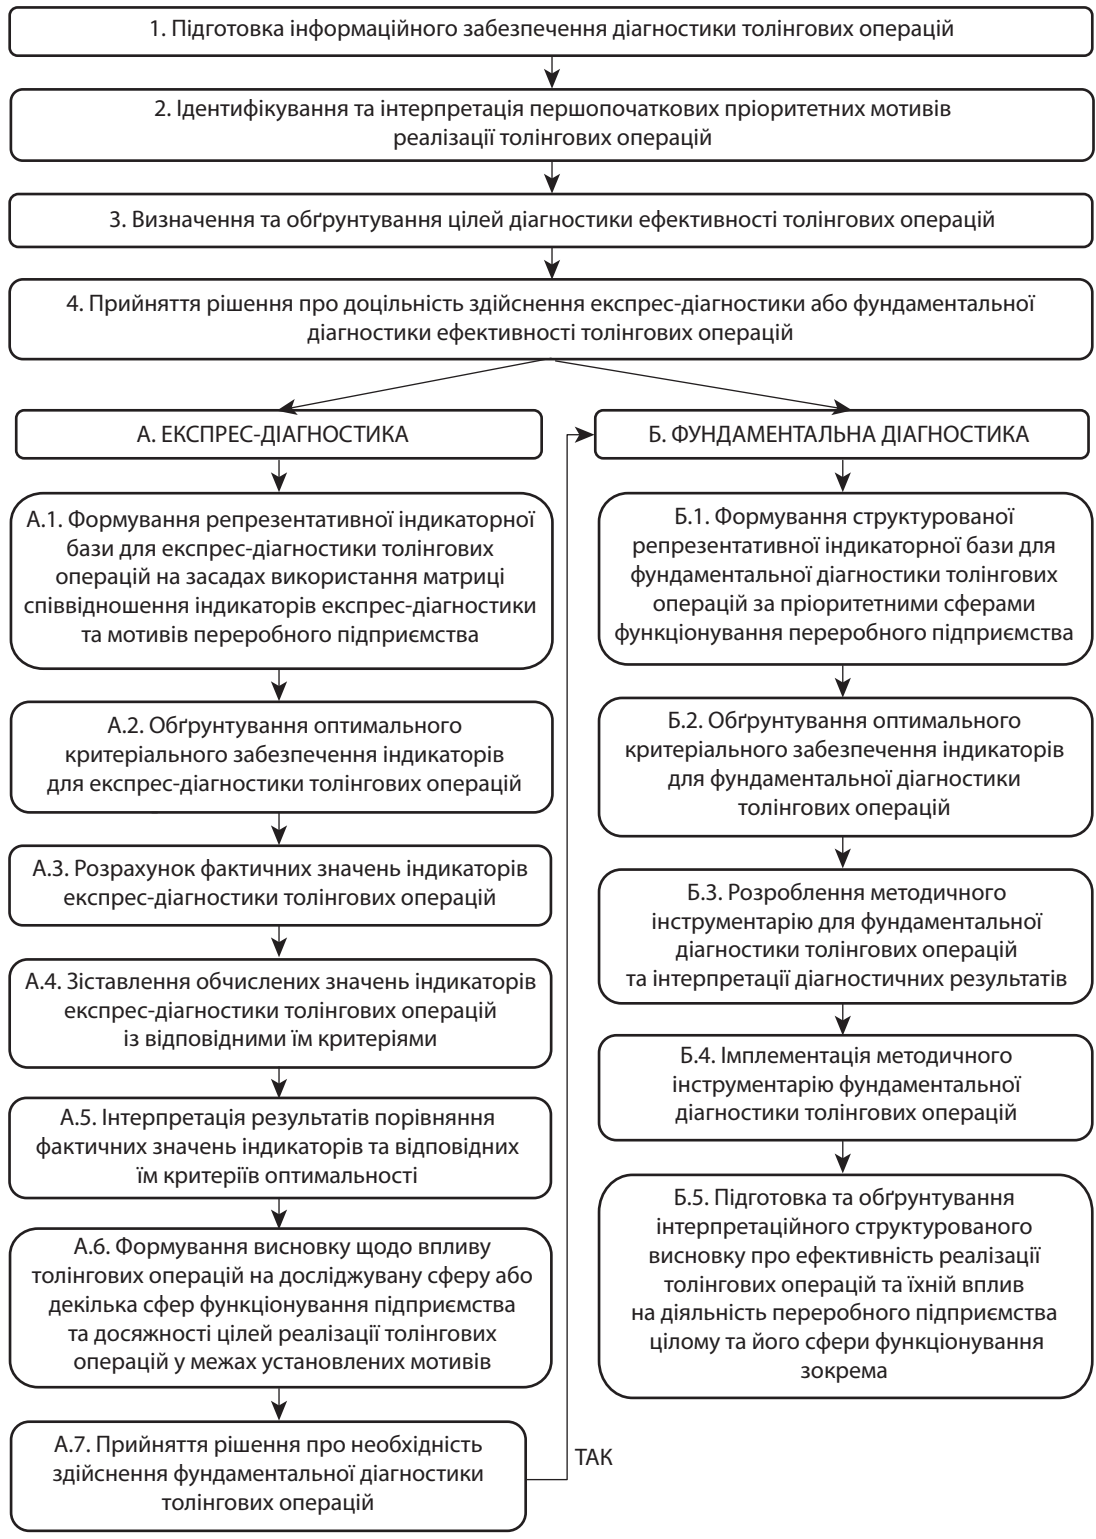 1. Підготовка інформаційного забезпечення діагностики толінгових операцій
2. Ідентифікування та інтерпретація першопочаткових пріоритетних мотивів
реалізації толінгових операцій
3. Визначення та обґрунтування цілей діагностики ефективності толінгових операцій
4. Прийняття рішення про доцільність здійснення експрес-діагностики або фундаментальної
діагностики ефективності толінгових операцій
А. ЕКСПРЕС-ДІАГНОСТИКА
А.1. Формування репрезентативної індикаторної
бази для експрес-діагностики толінгових
операцій на засадах використання матриці
співвідношення індикаторів експрес-діагностики
та мотивів переробного підприємства
А.2. Обґрунтування оптимального
критеріального забезпечення індикаторів
для експрес-діагностики толінгових операцій
А.3. Розрахунок фактичних значень індикаторів
експрес-діагностики толінгових операцій
А.4. Зіставлення обчислених значень індикаторів
експрес-діагностики толінгових операцій
із відповідними їм критеріями
А.5. Інтерпретація результатів порівняння
фактичних значень індикаторів та відповідних
їм критеріїв оптимальності
А.6. Формування висновку щодо впливу
толінгових операцій на досліджувану сферу або
декілька сфер функціонування підприємства
та досяжності цілей реалізації толінгових
операцій у межах установлених мотивів
А.7. Прийняття рішення про необхідність
здійснення фундаментальної діагностики
толінгових операцій
ТАК
Б. ФУНДАМЕНТАЛЬНА ДІАГНОСТИКА
Б.1. Формування структурованої
репрезентативної індикаторної бази для
фундаментальної діагностики толінгових
операцій за пріоритетними сферами
функціонування переробного підприємства
Б.2. Обґрунтування оптимального
критеріального забезпечення індикаторів
для фундаментальної діагностики
толінгових операцій
Б.3. Розроблення методичного
інструментарію для фундаментальної
діагностики толінгових операцій
та інтерпретації діагностичних результатів
Б.4. Імплементація методичного
інструментарію фундаментальної
діагностики толінгових операцій
Б.5. Підготовка та обґрунтування
інтерпретаційного структурованого
висновку про ефективність реалізації
толінгових операцій та їхній вплив
на діяльність переробного підприємства
цілому та його сфери функціонування
зокрема